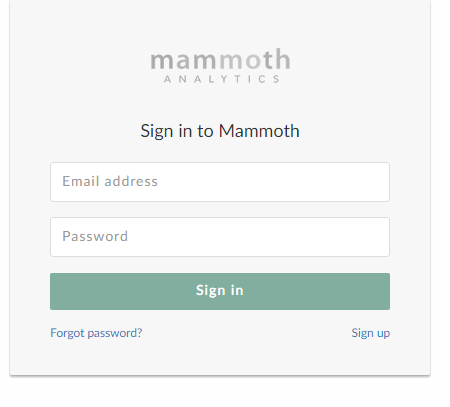 mammoth
ANALYTICS
Sign in to Mammoth
Email address
Password
Sign in
Forgot password? Sign up